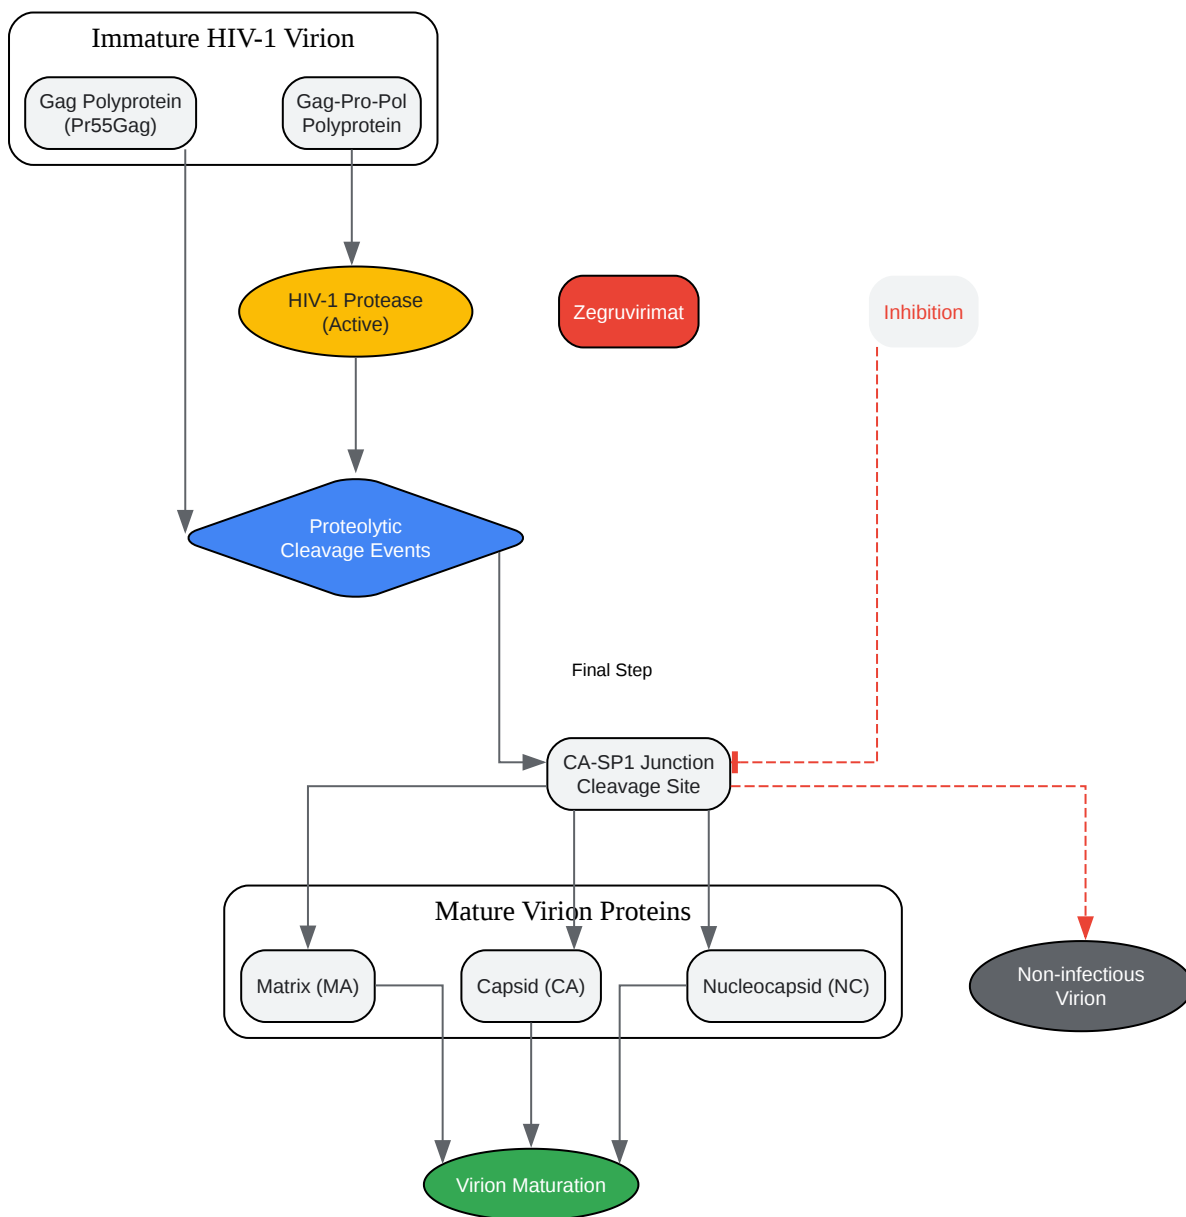 Immature HIV-1 Virion
Gag Polyprotein
(Pr55Gag)
Gag-Pro-Pol
Polyprotein
HIV-1 Protease
(Active)
Zegruvirimat
Inhibition
Proteolytic
Cleavage Events
Final Step
CA-SP1 Junction
Cleavage Site
Mature Virion Proteins
Matrix (MA)
Capsid (CA)
Nucleocapsid (NC)
Non-infectious
Virion
Virion Maturation